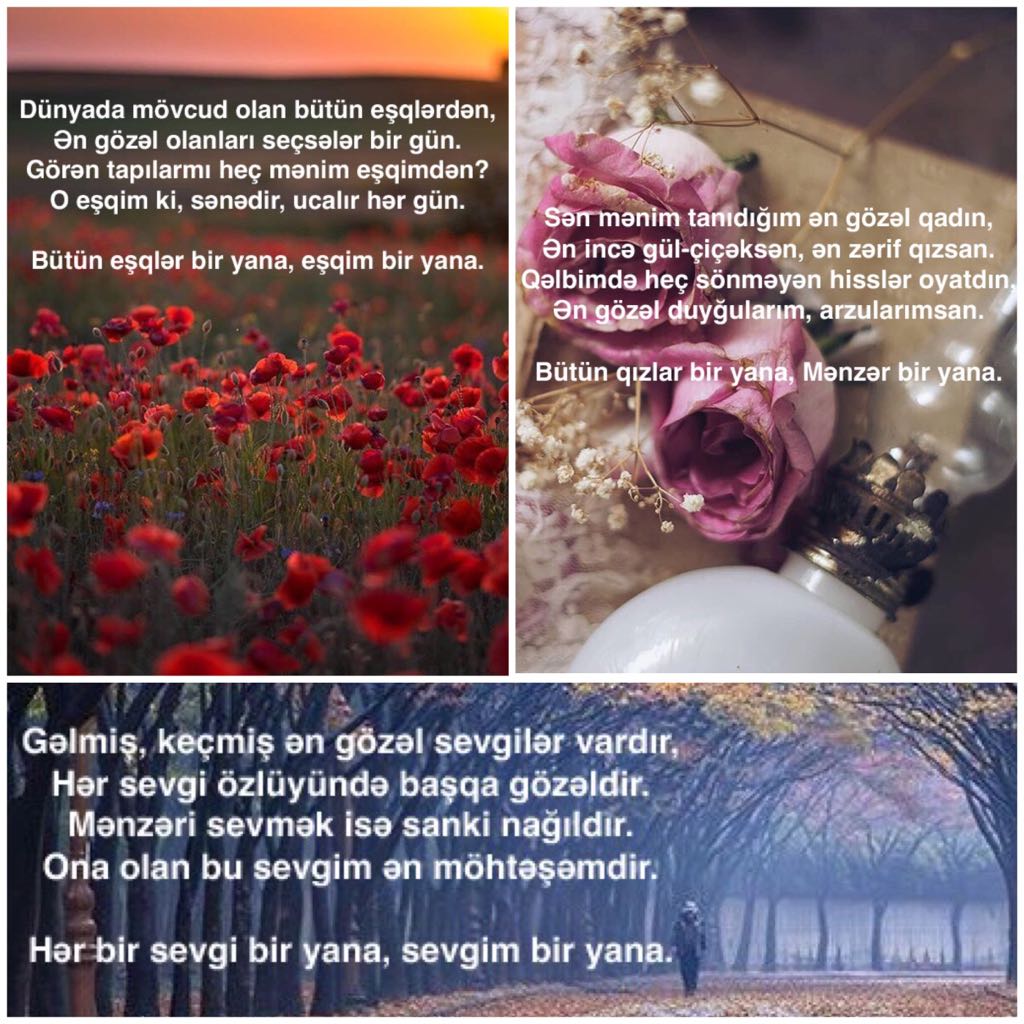 Dünyada mövcud olan bütün eşqlərdən,
Ən gözəl olanları seçsələr bir gün.
Görən tapılarmı heç mənim eşqimdən?
O eşqim ki, sənədir, ucalır hər gün.
Bütün eşqlər bir yana, eşqim bir yana.
Sən mənim tanıdığım ən gözəl qadın,
Ən incə gül-çiçəksən, ən zərif qızsan.
Qəlbimdə heç sönməyən hisslər oyatdın,
Ən gözəl duyğularım, arzularımsan.
Bütün qızlar bir yana, Mənzər bir yana.
Gəlmiş, keçmiş ən gözəl sevgilər vardır,
Hər sevgi özlüyündə başqa gözəldir.
Mənzəri sevmək isə sanki nağıldır.
Ona olan bu sevgim ən möhtəşəmdir.
Hər bir sevgi bir yana, sevgim bir yana.